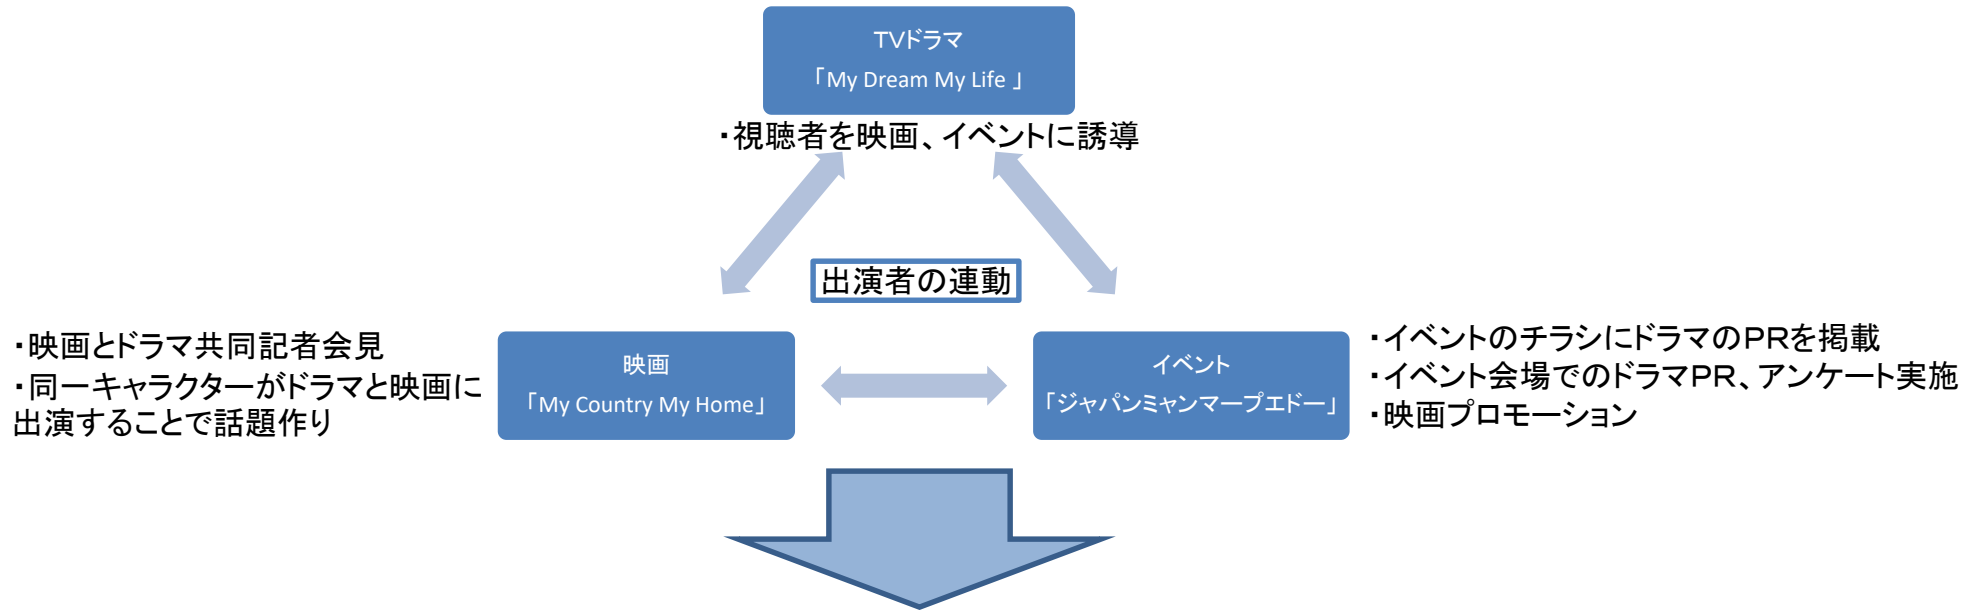 TVドラマ
「My Dream My Life 」
・視聴者を映画、イベントに誘導
出演者の連動
・映画とドラマ共同記者会見
・同一キャラクターがドラマと映画に
出演することで話題作り
映画
「My Country My Home」
イベント
「ジャパンミャンマープエドー」
・イベントのチラシにドラマのPRを掲載
・イベント会場でのドラマPR、アンケート実施
・映画プロモーション